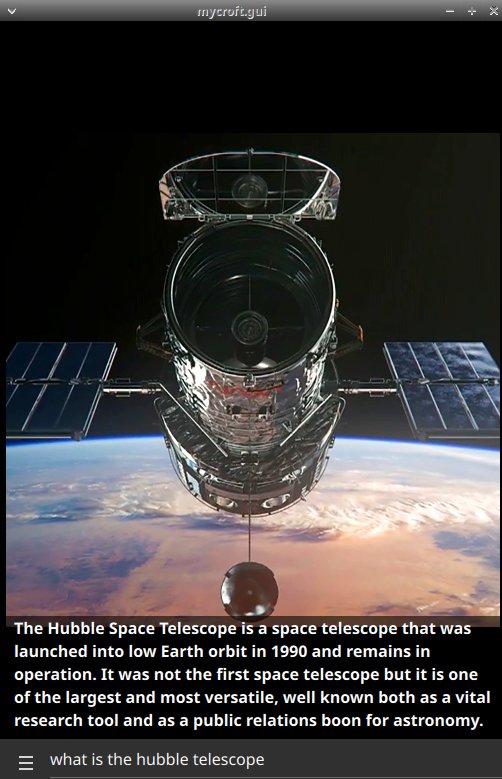 mycroft.gui
The Hubble Space Telescope is a space telescope that was
launched into low Earth orbit in 1990 and remains in
operation. It was not the first space telescope but it is one
of the largest and most versatile, well known both as a vital
research tool and as a public relations boon for astronomy.
what is the hubble telescope